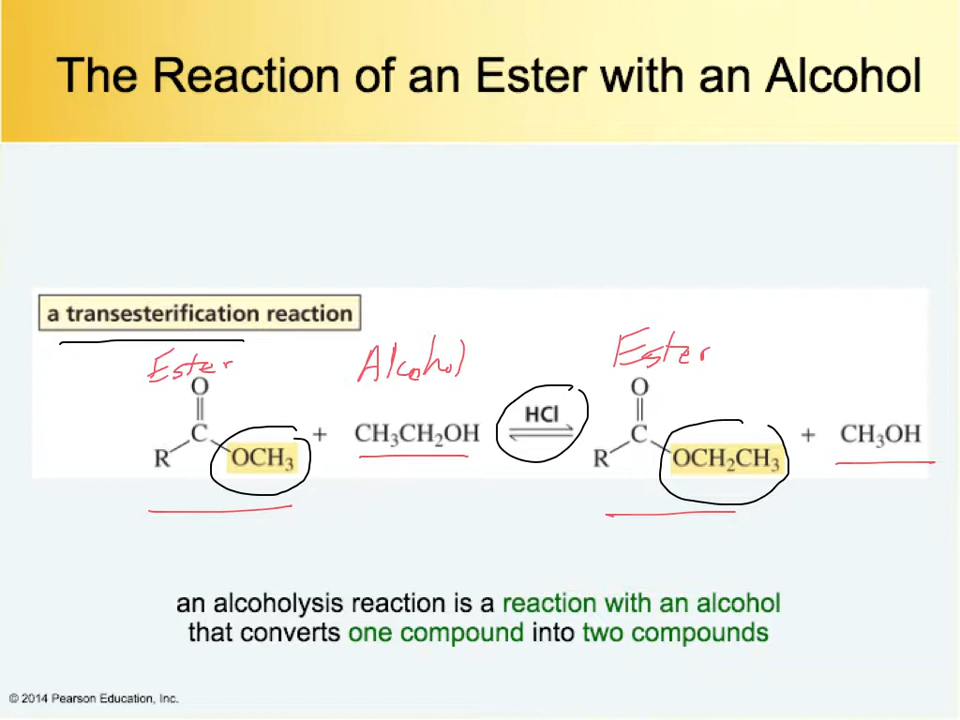 The Reaction of an Ester with an Alcohol
a transesterification reaction
Ester Alcohol Ester
O O
C + CH₃CH₂OH HCl C + CH₃OH
R OCH₃ R OCH₂CH₃
an alcoholysis reaction is a reaction with an alcohol
that converts one compound into two compounds
© 2014 Pearson Education, Inc.